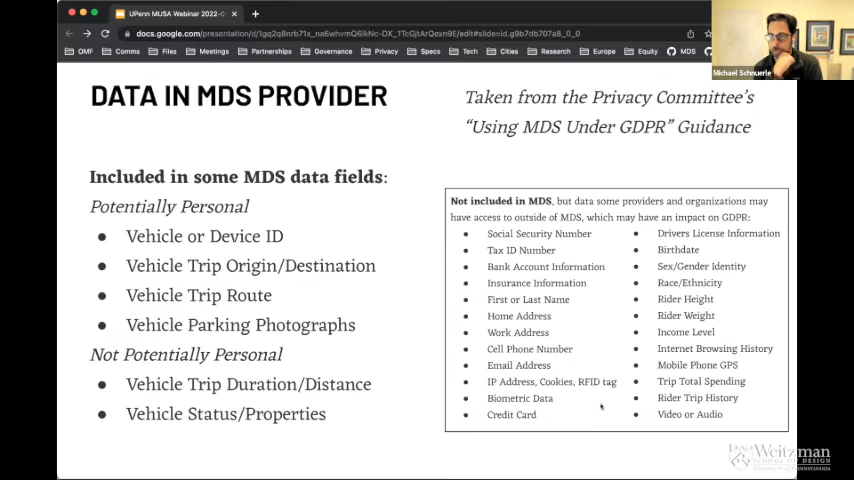 UPenn MUSA Webinar 2022-0
docs.google.com/presentation/d/1gq2q8nrb71x_na6wvhmQ6lkNc-DX_1TcGjtArQexn9E/edit#slide=id.g9b7db707a8_0_0
OMF Comms Files Meetings Partnerships Governance Privacy Specs Tech Cities Research Europe Equity MDS
Michael Schnuerle
DATA IN MDS PROVIDER
Taken from the Privacy Committee's
"Using MDS Under GDPR" Guidance
Included in some MDS data fields:
Potentially Personal
● Vehicle or Device ID
● Vehicle Trip Origin/Destination
● Vehicle Trip Route
● Vehicle Parking Photographs
Not Potentially Personal
● Vehicle Trip Duration/Distance
● Vehicle Status/Properties
Not included in MDS, but data some providers and organizations may
have access to outside of MDS, which may have an impact on GDPR:
● Social Security Number
● Tax ID Number
● Bank Account Information
● Insurance Information
● First or Last Name
● Home Address
● Work Address
● Cell Phone Number
● Email Address
● IP Address, Cookies, RFID tag
● Biometric Data
● Credit Card
● Drivers License Information
● Birthdate
● Sex/Gender Identity
● Race/Ethnicity
● Rider Height
● Rider Weight
● Income Level
● Internet Browsing History
● Mobile Phone GPS
● Trip Total Spending
● Rider Trip History
● Video or Audio
Weitzman
SCHOOL OF DESIGN
UNIVERSITY OF PENNSYLVANIA